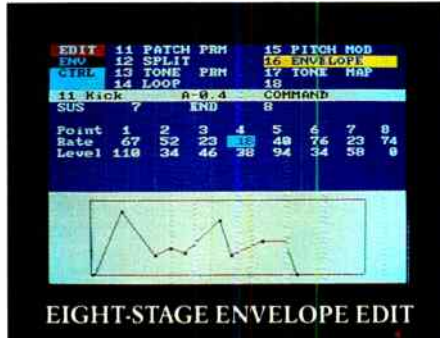 EDIT 11 PATCH PRM 15 PITCH MOD
ENV 12 SPLIT 16 ENVELOPE
CTRL 13 TONE PRM 17 TONE MAP
14 LOOP 18
11 Kick A-0.4 COMMAND
SUS 7 END 8
Point 1 2 3 4 5 6 7 8
Rate 67 52 23 38 40 76 23 74
Level 110 34 46 38 94 34 58 0
EIGHT-STAGE ENVELOPE EDIT